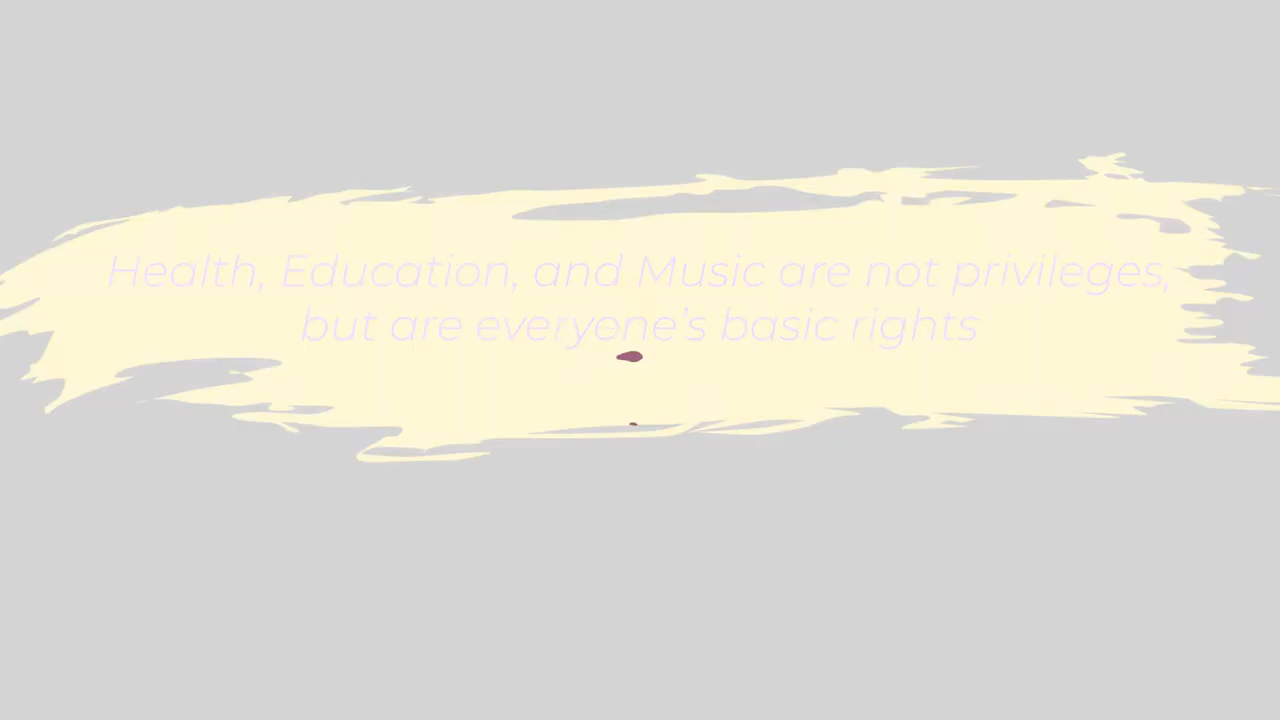 Health, Education, and Music are not privileges,
but are everyone’s basic rights